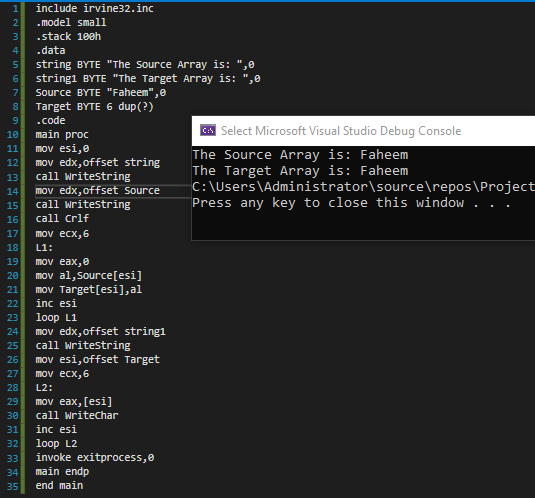 1 include irvine32.inc
2 .model small
3 .stack 100h
4 .data
5 string BYTE "The Source Array is: ",0
6 string1 BYTE "The Target Array is: ",0
7 Source BYTE "Faheem",0
8 Target BYTE 6 dup(?)
9 .code
10 main proc
11 mov esi,0
12 mov edx,offset string
13 call WriteString
14 mov edx,offset Source
15 call WriteString
16 call Crlf
17 mov ecx,6
18 L1:
19 mov eax,0
20 mov al,Source[esi]
21 mov Target[esi],al
22 inc esi
23 loop L1
24 mov edx,offset string1
25 call WriteString
26 mov esi,offset Target
27 mov ecx,6
28 L2:
29 mov eax,[esi]
30 call WriteChar
31 inc esi
32 loop L2
33 invoke exitprocess,0
34 main endp
35 end main
C:\ Select Microsoft Visual Studio Debug Console
The Source Array is: Faheem
The Target Array is: Faheem
C:\Users\Administrator\source\repos\Project
Press any key to close this window . . .